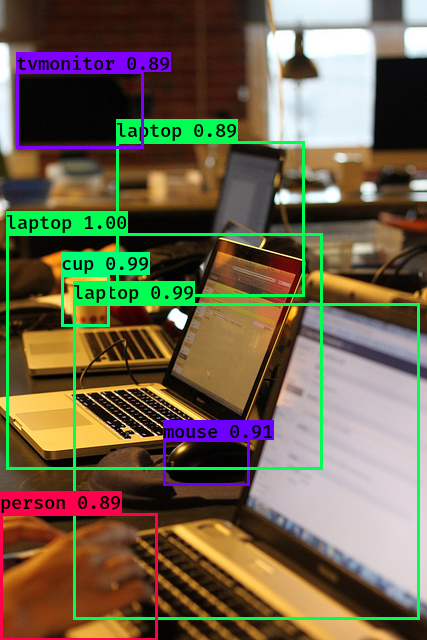 tvmonitor 0.89
laptop 0.89
laptop 1.00
cup 0.99
laptop 0.99
mouse 0.91
person 0.89